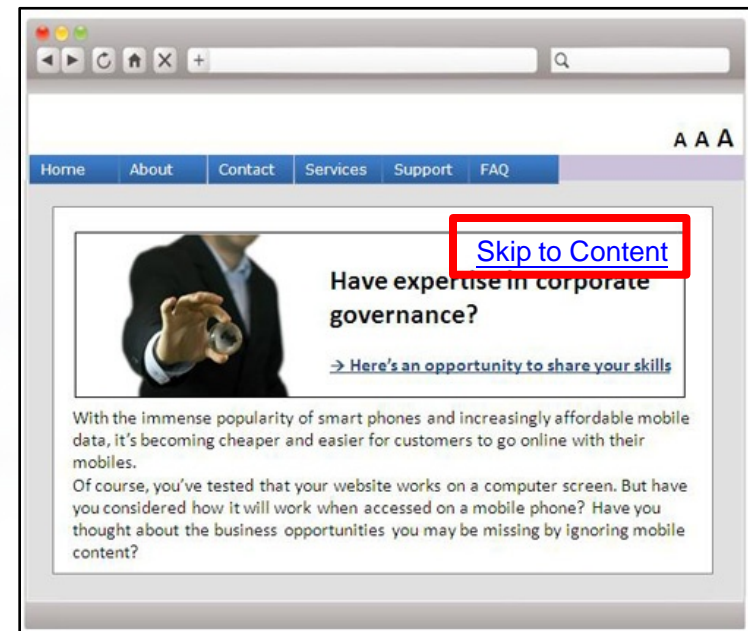 A A A
Home About Contact Services Support FAQ
Skip to Content
Have expertise in corporate
governance?
→ Here's an opportunity to share your skills
With the immense popularity of smart phones and increasingly affordable mobile
data, it's becoming cheaper and easier for customers to go online with their
mobiles.
Of course, you've tested that your website works on a computer screen. But have
you considered how it will work when accessed on a mobile phone? Have you
thought about the business opportunities you may be missing by ignoring mobile
content?